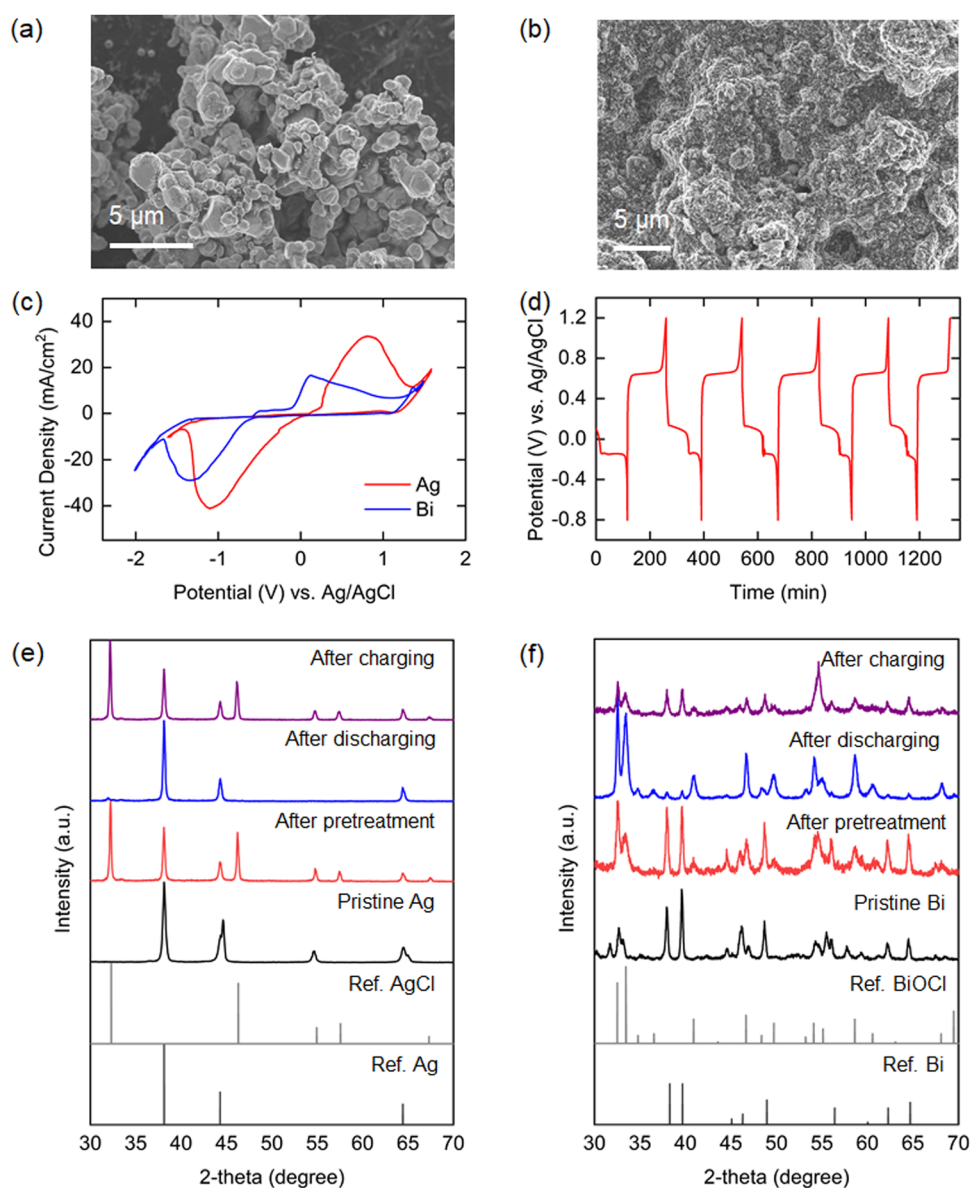 (a)
(b)
5 μm
5 μm
(c)
(d)
40
20
0
-20
-40
Current Density (mA/cm²)
Ag
Bi
-2
-1
0
1
2
Potential (V) vs. Ag/AgCl
1.2
0.8
0.4
0.0
-0.4
-0.8
Potential (V) vs. Ag/AgCl
0
200
400
600
800
1000
1200
Time (min)
(e)
After charging
After discharging
After pretreatment
Pristine Ag
Ref. AgCl
Ref. Ag
Intensity (a.u.)
30
35
40
45
50
55
60
65
70
2-theta (degree)
(f)
After charging
After discharging
After pretreatment
Pristine Bi
Ref. BiOCl
Ref. Bi
Intensity (a.u.)
30
35
40
45
50
55
60
65
70
2-theta (degree)